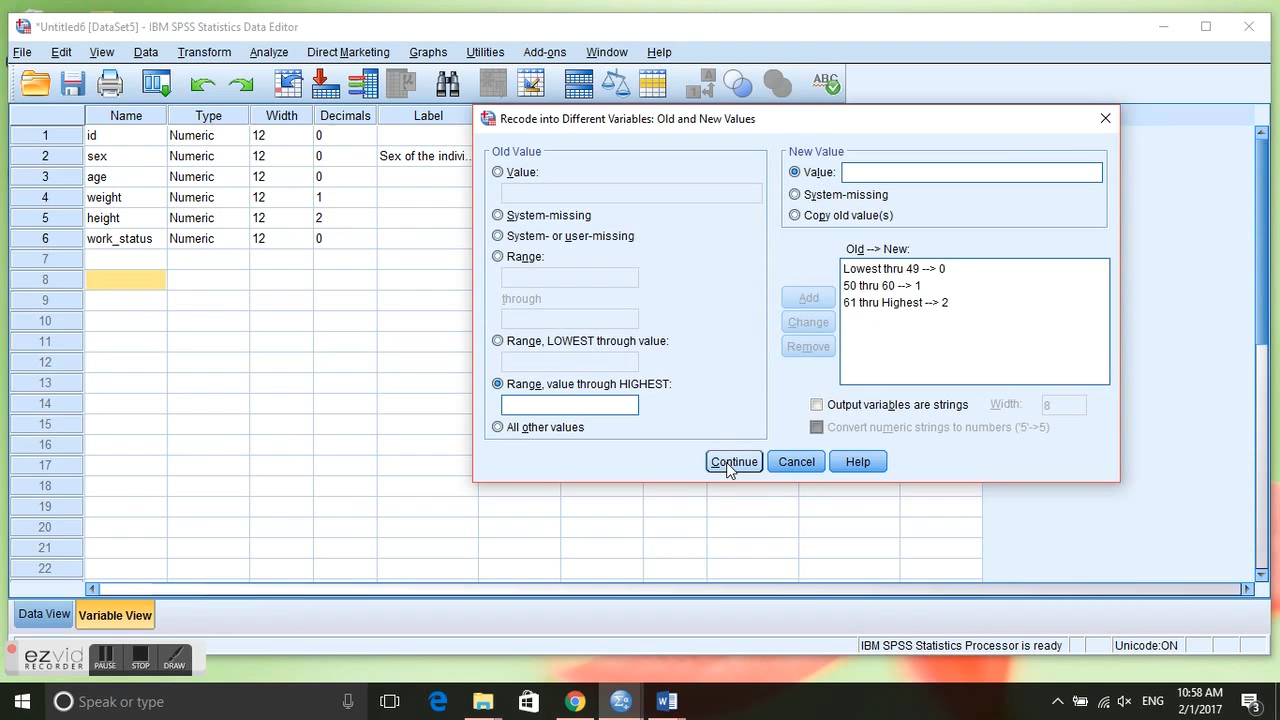 *Untitled6 [DataSet5] - IBM SPSS Statistics Data Editor
File Edit View Data Transform Analyze Direct Marketing Graphs Utilities Add-ons Window Help
A
ABC
Name Type Width Decimals Label
1 id Numeric 12 0
2 sex Numeric 12 0 Sex of the indivi...
3 age Numeric 12 0
4 weight Numeric 12 1
5 height Numeric 12 2
6 work_status Numeric 12 0
7
8
9
10
11
12
13
14
15
16
17
18
19
20
21
22
Recode into Different Variables: Old and New Values
Old Value
Value:
System-missing
System- or user-missing
Range:
through
Range, LOWEST through value:
Range, value through HIGHEST:
All other values
New Value
Value:
System-missing
Copy old value(s)
Old --> New:
Lowest thru 49 --> 0
50 thru 60 --> 1
61 thru Highest --> 2
Add
Change
Remove
Output variables are strings Width: 8
Convert numeric strings to numbers ('5'->5)
Continue Cancel Help
Data View Variable View
IBM SPSS Statistics Processor is ready Unicode:ON
ezvid
RECORDER
PAUSE STOP DRAW
Speak or type
ENG
10:58 AM
2/1/2017
3